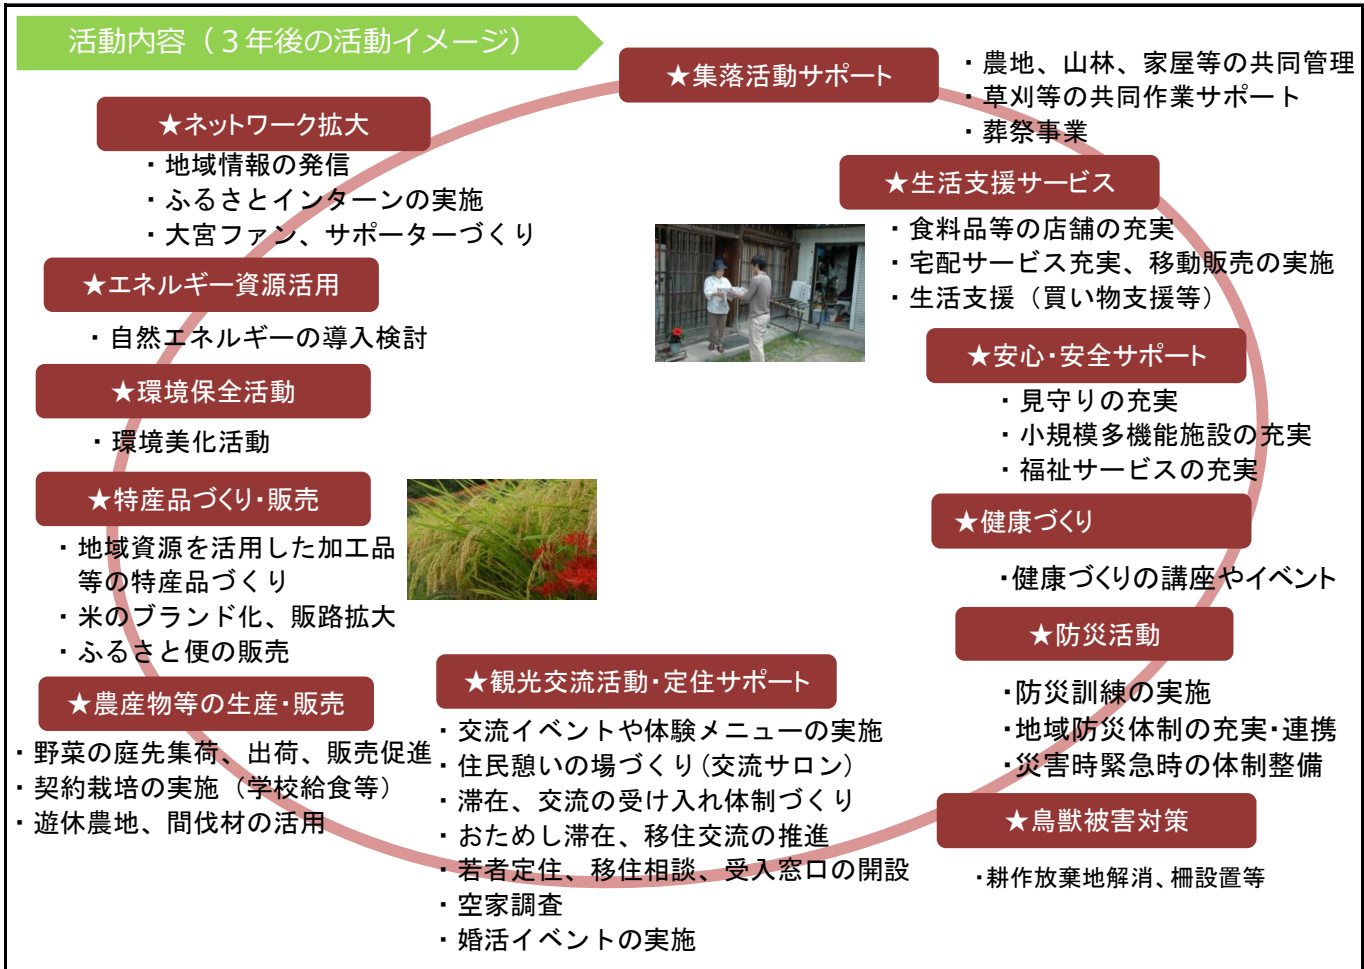 活動内容（３年後の活動イメージ）
★集落活動サポート
・農地、山林、家屋等の共同管理
・草刈等の共同作業サポート
・葬祭事業
★生活支援サービス
・食料品等の店舗の充実
・宅配サービス充実、移動販売の実施
・生活支援（買い物支援等）
★安心・安全サポート
・見守りの充実
・小規模多機能施設の充実
・福祉サービスの充実
★健康づくり
・健康づくりの講座やイベント
★防災活動
・防災訓練の実施
・地域防災体制の充実・連携
・災害時緊急時の体制整備
★鳥獣被害対策
・耕作放棄地解消、柵設置等
★観光交流活動・定住サポート
・交流イベントや体験メニューの実施
・住民憩いの場づくり（交流サロン）
・滞在、交流の受け入れ体制づくり
・おためし滞在、移住交流の推進
・若者定住、移住相談、受入窓口の開設
・空家調査
・婚活イベントの実施
★農産物等の生産・販売
・野菜の庭先集荷、出荷、販売促進
・契約栽培の実施（学校給食等）
・遊休農地、間伐材の活用
★特産品づくり・販売
・地域資源を活用した加工品
等の特産品づくり
・米のブランド化、販路拡大
・ふるさと便の販売
★環境保全活動
・環境美化活動
★エネルギー資源活用
・自然エネルギーの導入検討
★ネットワーク拡大
・地域情報の発信
・ふるさとインターンの実施
・大宮ファン、サポーターづくり